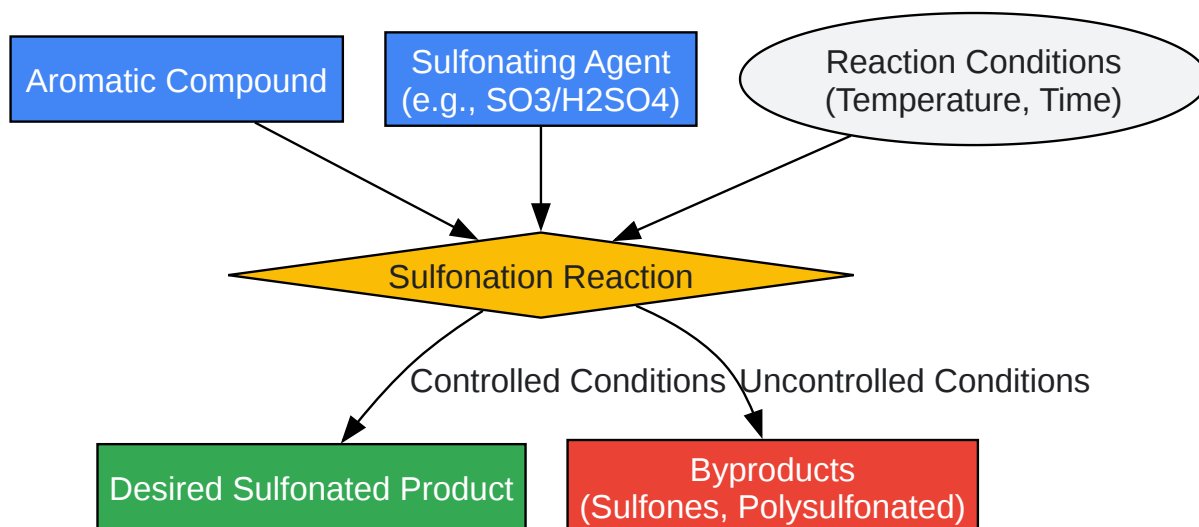 Aromatic Compound
Sulfonating Agent
(e.g., SO3/H2SO4)
Reaction Conditions
(Temperature, Time)
Sulfonation Reaction
Controlled Conditions
Uncontrolled Conditions
Desired Sulfonated Product
Byproducts
(Sulfones, Polysulfonated)